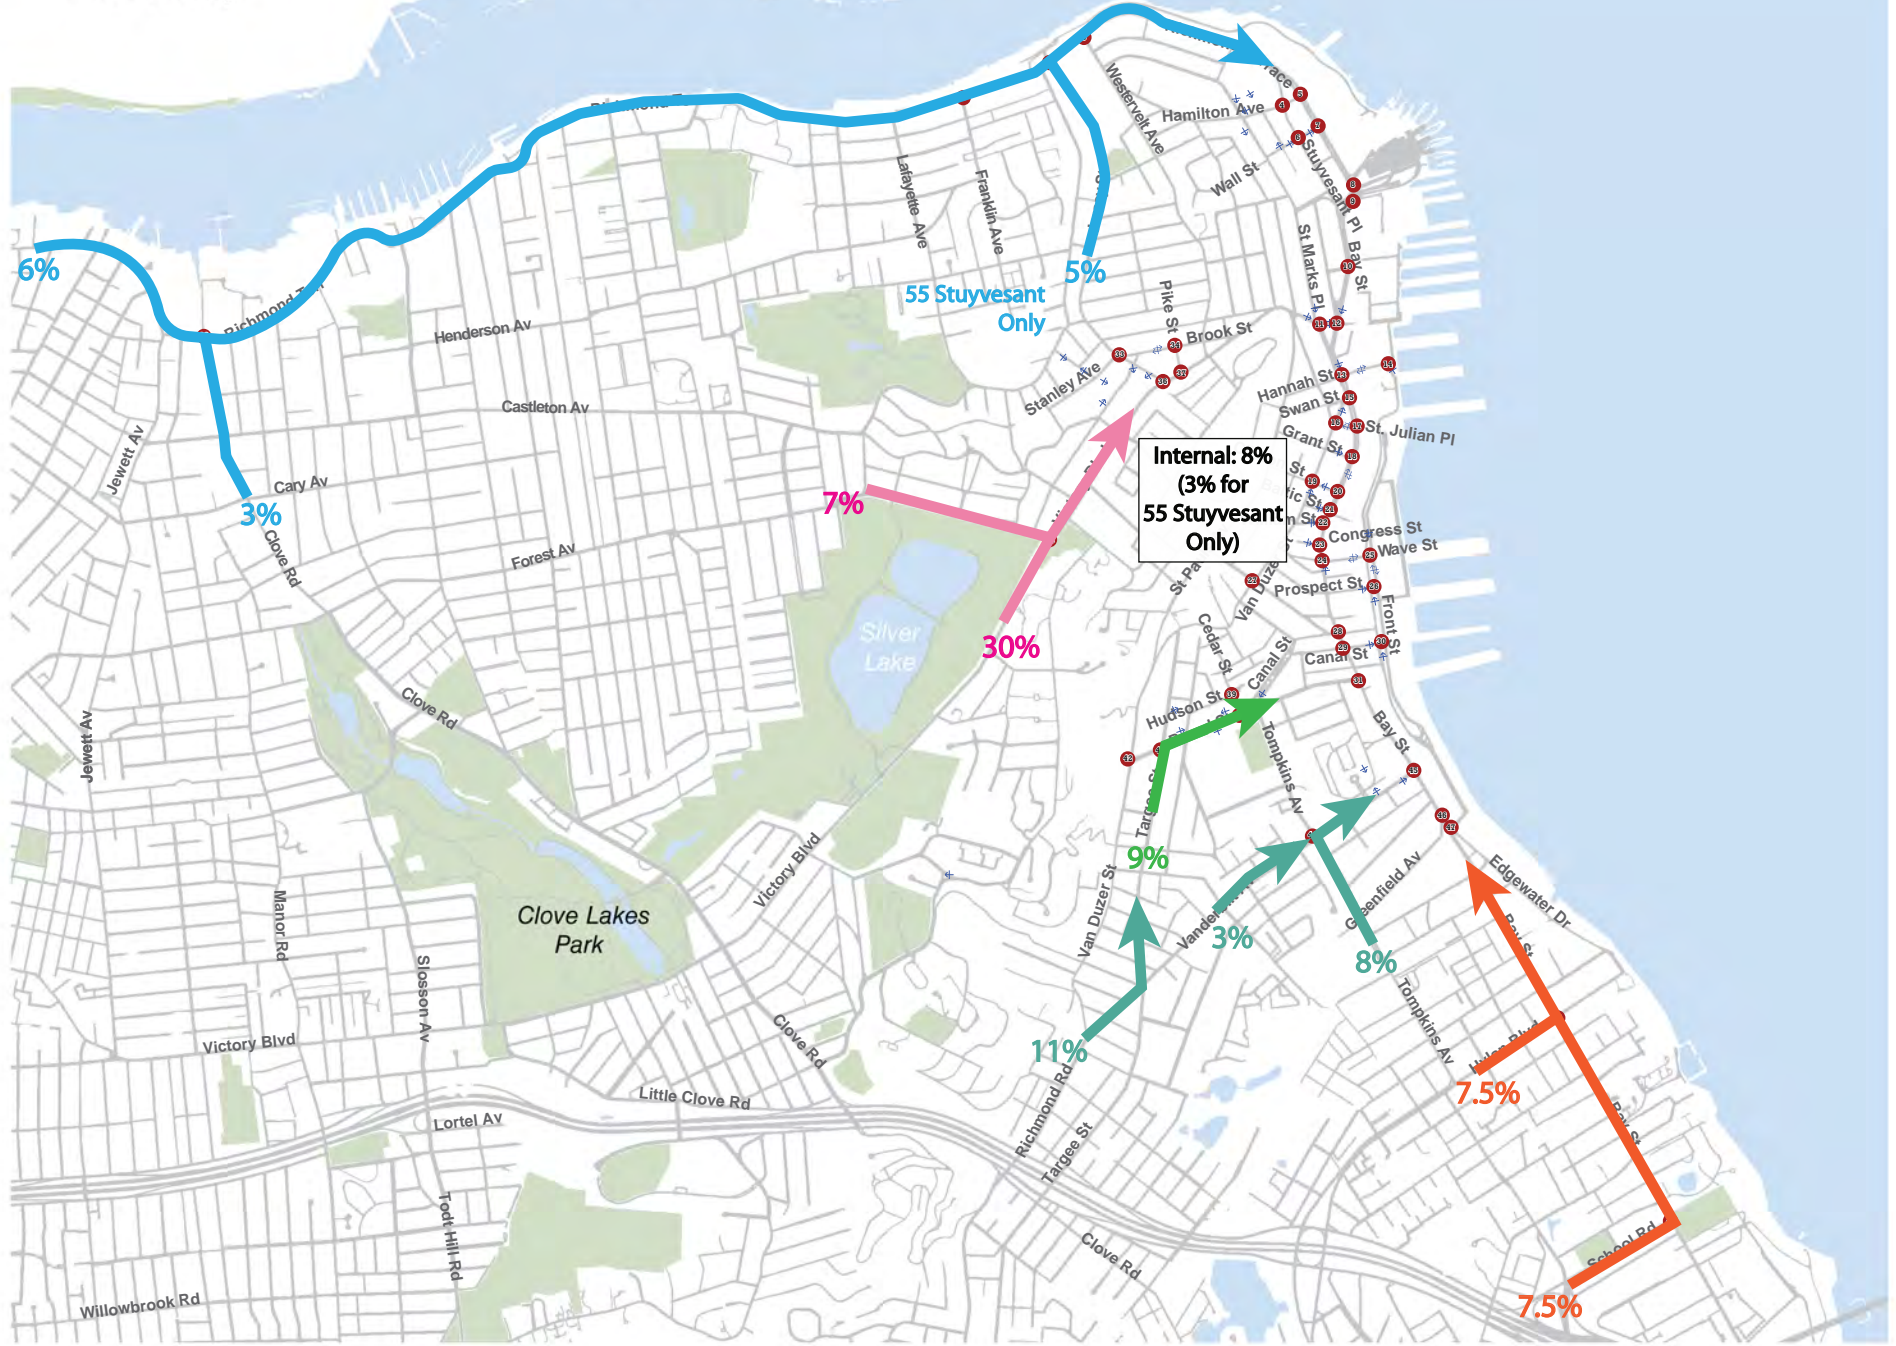 Westervelt Ave
Hamilton Ave
Wall St
Stuyvesant Pl
Lafayette Ave
Franklin Ave
6%
5%
55 Stuyvesant
Only
St Marks Pl
Bay St
Pike St
Brook St
Henderson Av
Stanley Ave
Hannah St
Swan St
St. Julian Pl
Grant St
Castleton Av
Jewett Av
Cary Av
3%
7%
Internal: 8%
(3% for
55 Stuyvesant
Only)
Clove Rd
Forest Av
Congress St
Wave St
Prospect St
Front St
Silver
Lake
30%
Cedar St
Canal St
Canal St
Hudson St
Clove Rd
Jewett Av
Tompkins Av
Bay St
9%
Victory Blvd
Van Duzer St
Greenfield Av
Edgewater Dr
Manor Rd
Clove Lakes
Park
3%
8%
Slosson Av
Tompkins Av
Victory Blvd
Clove Rd
11%
7.5%
Little Clove Rd
Lortel Av
Richmond Rd
Targee St
Todt Hill Rd
Clove Rd
School Rd
7.5%
Willowbrook Rd